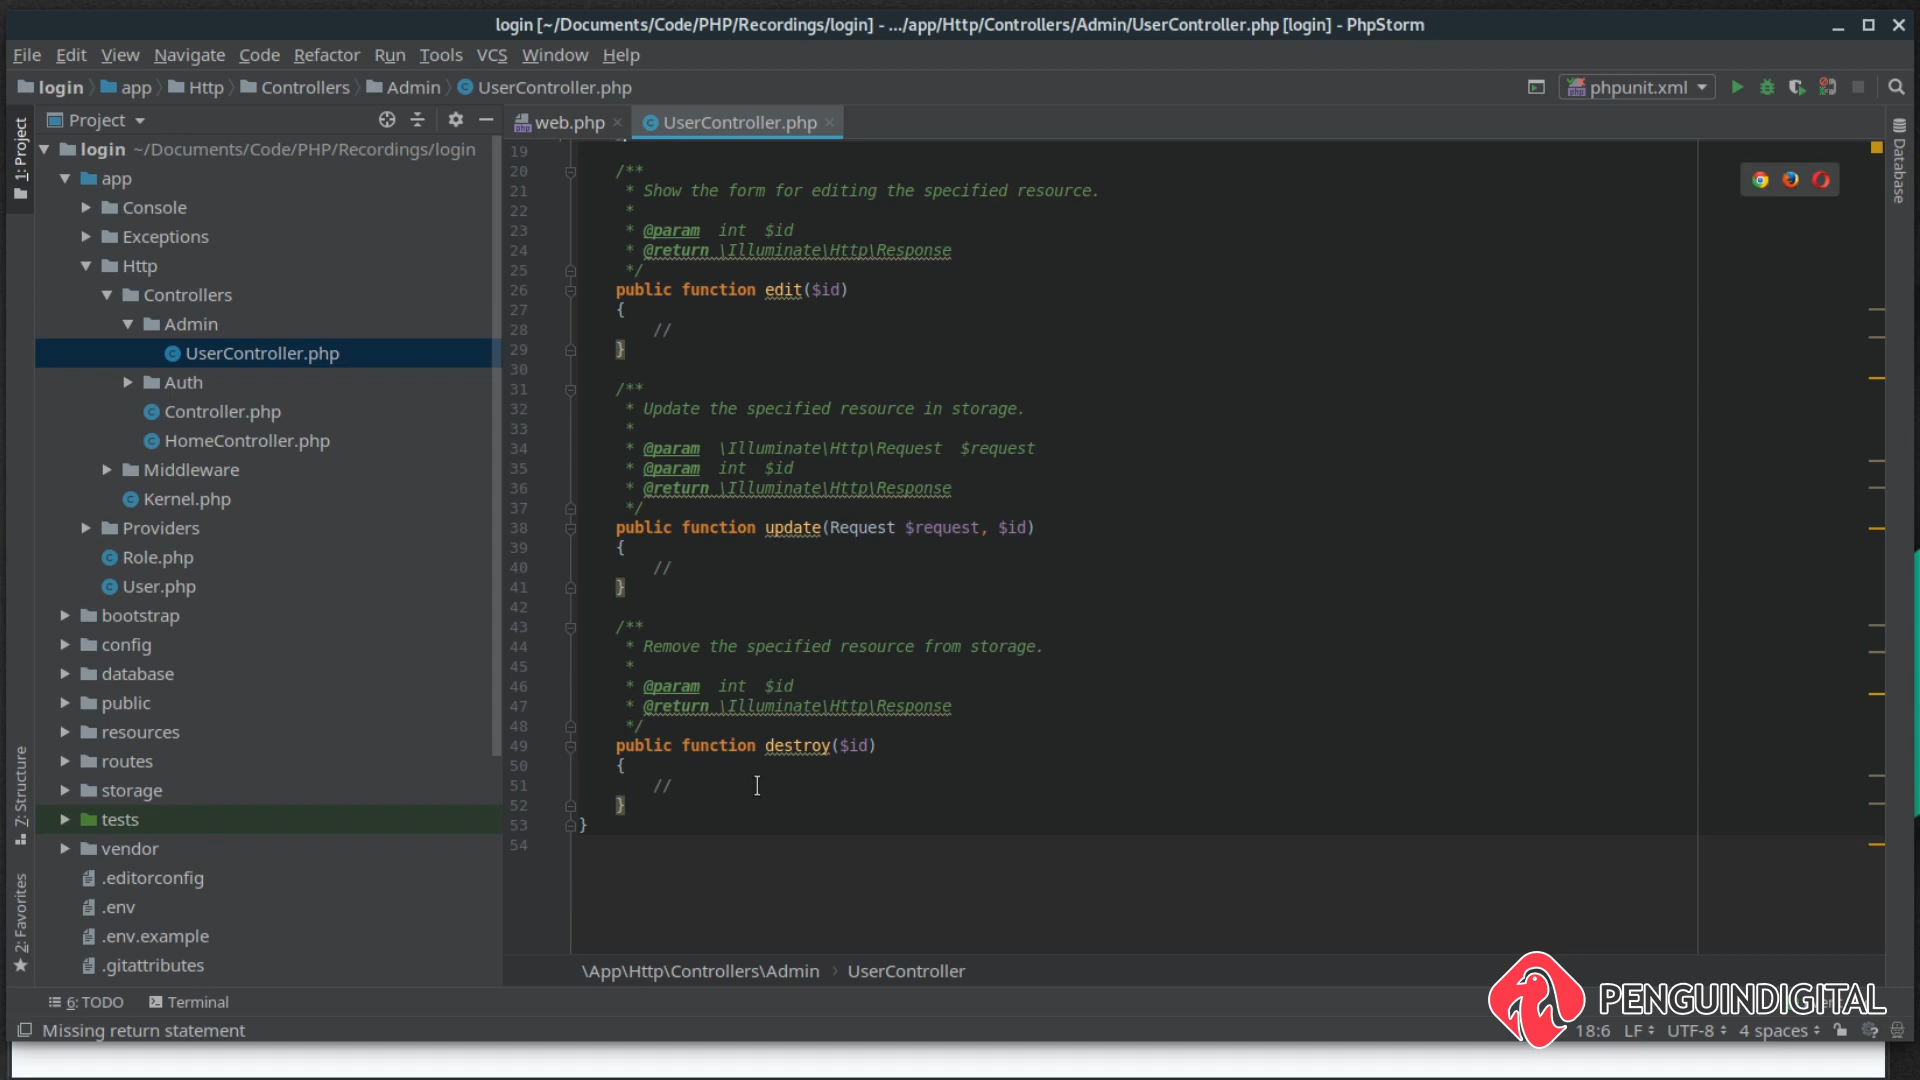 login [~/Documents/Code/PHP/Recordings/login] - .../app/Http/Controllers/Admin/UserController.php [login] - PhpStorm
File Edit View Navigate Code Refactor Run Tools VCS Window Help
login app Http Controllers Admin UserController.php phpunit.xml
1: Project
Project
web.php UserController.php
Database
login ~/Documents/Code/PHP/Recordings/login
app
Console
Exceptions
Http
Controllers
Admin
UserController.php
Auth
Controller.php
HomeController.php
Middleware
Kernel.php
Providers
Role.php
User.php
bootstrap
config
database
public
resources
routes
storage
tests
vendor
.editorconfig
.env
.env.example
.gitattributes
7: Structure
2: Favorites
19
20 /**
21 * Show the form for editing the specified resource.
22 *
23 * @param int $id
24 * @return \Illuminate\Http\Response
25 */
26 public function edit($id)
27 {
28 //
29 }
30
31 /**
32 * Update the specified resource in storage.
33 *
34 * @param \Illuminate\Http\Request $request
35 * @param int $id
36 * @return \Illuminate\Http\Response
37 */
38 public function update(Request $request, $id)
39 {
40 //
41 }
42
43 /**
44 * Remove the specified resource from storage.
45 *
46 * @param int $id
47 * @return \Illuminate\Http\Response
48 */
49 public function destroy($id)
50 {
51 //
52 }
53 }
54
\App\Http\Controllers\Admin › UserController
6: TODO Terminal
PENGUINDIGITAL
Missing return statement 18:6 LF UTF-8 4 spaces